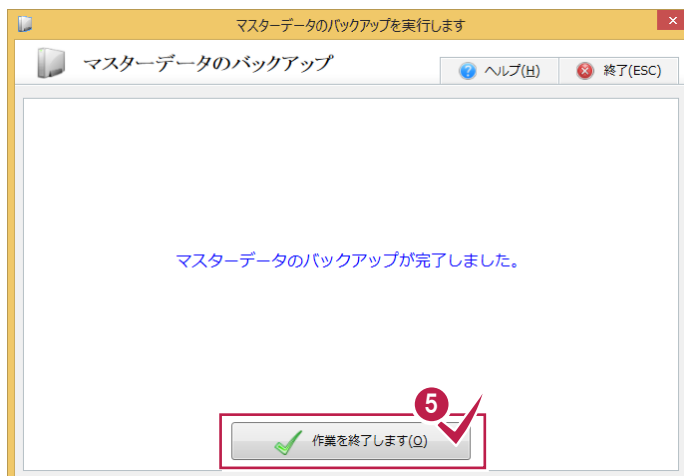 マスターデータのバックアップを実行します
×
マスターデータのバックアップ
ヘルプ(H)
終了(ESC)
マスターデータのバックアップが完了しました。
5
作業を終了します(O)